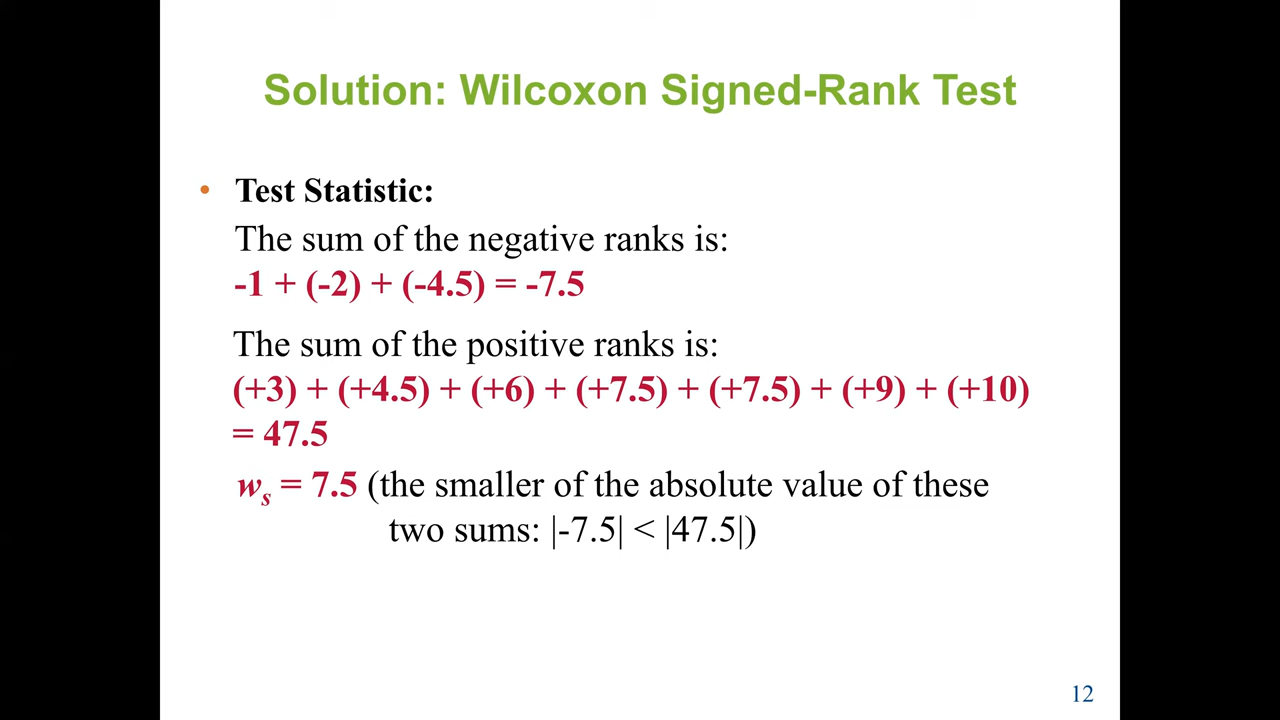 Solution: Wilcoxon Signed-Rank Test
• Test Statistic:
The sum of the negative ranks is:
-1 + (-2) + (-4.5) = -7.5
The sum of the positive ranks is:
(+3) + (+4.5) + (+6) + (+7.5) + (+7.5) + (+9) + (+10)
= 47.5
ws = 7.5 (the smaller of the absolute value of these
two sums: |-7.5| < |47.5|)
12